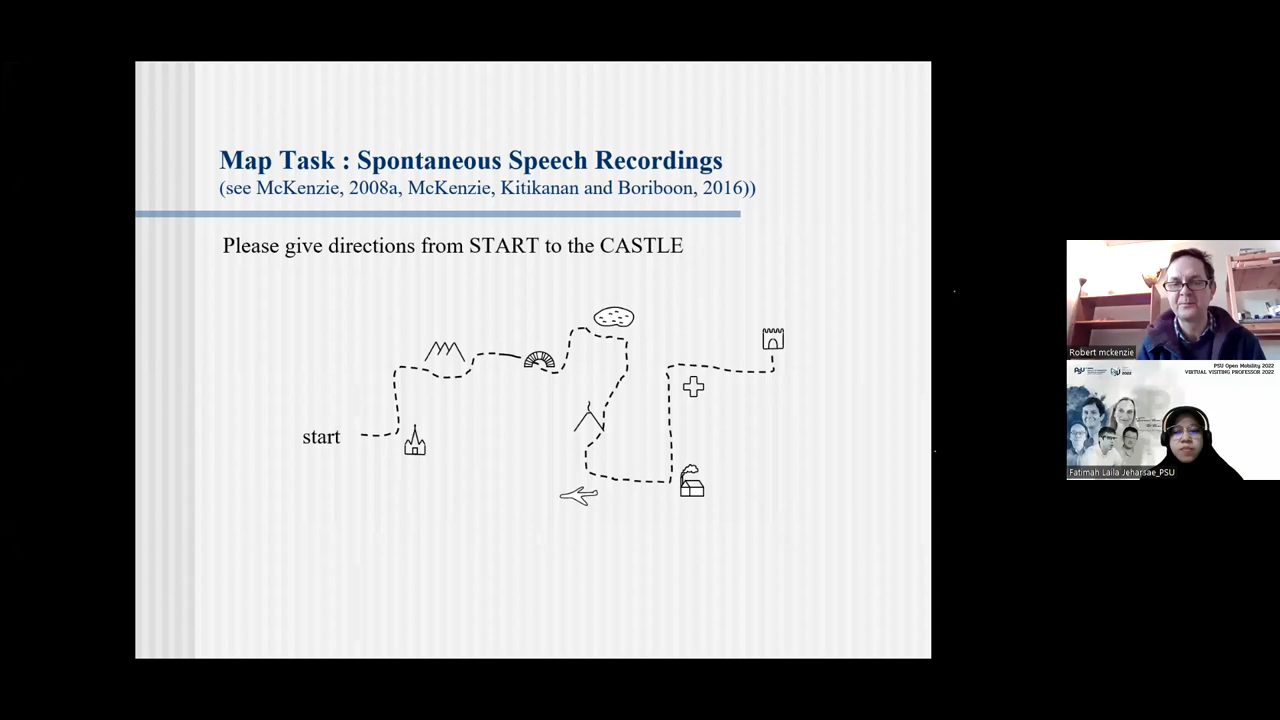 Map Task : Spontaneous Speech Recordings
(see McKenzie, 2008a, McKenzie, Kitikanan and Boriboon, 2016))
Please give directions from START to the CASTLE
start
Robert mckenzie
PSU Open Mobility 2022
VIRTUAL VISITING PROFESSOR 2022
Fatimah Laila Jeharsae_PSU